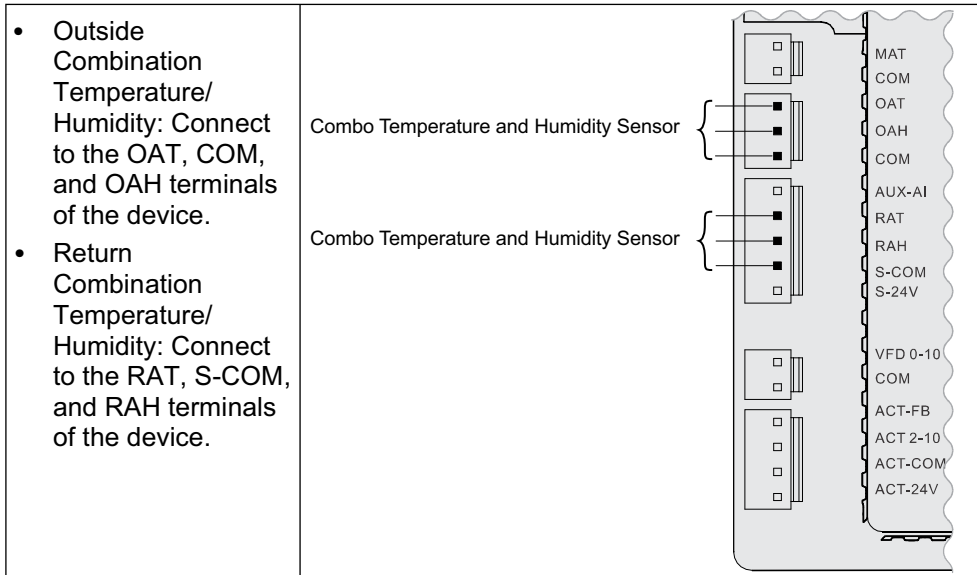 • Outside
Combination
Temperature/
Humidity: Connect
to the OAT, COM,
and OAH terminals
of the device.
• Return
Combination
Temperature/
Humidity: Connect
to the RAT, S-COM,
and RAH terminals
of the device.
Combo Temperature and Humidity Sensor
Combo Temperature and Humidity Sensor
MAT
COM
OAT
OAH
COM
AUX-AI
RAT
RAH
S-COM
S-24V
VFD 0-10
COM
ACT-FB
ACT 2-10
ACT-COM
ACT-24V